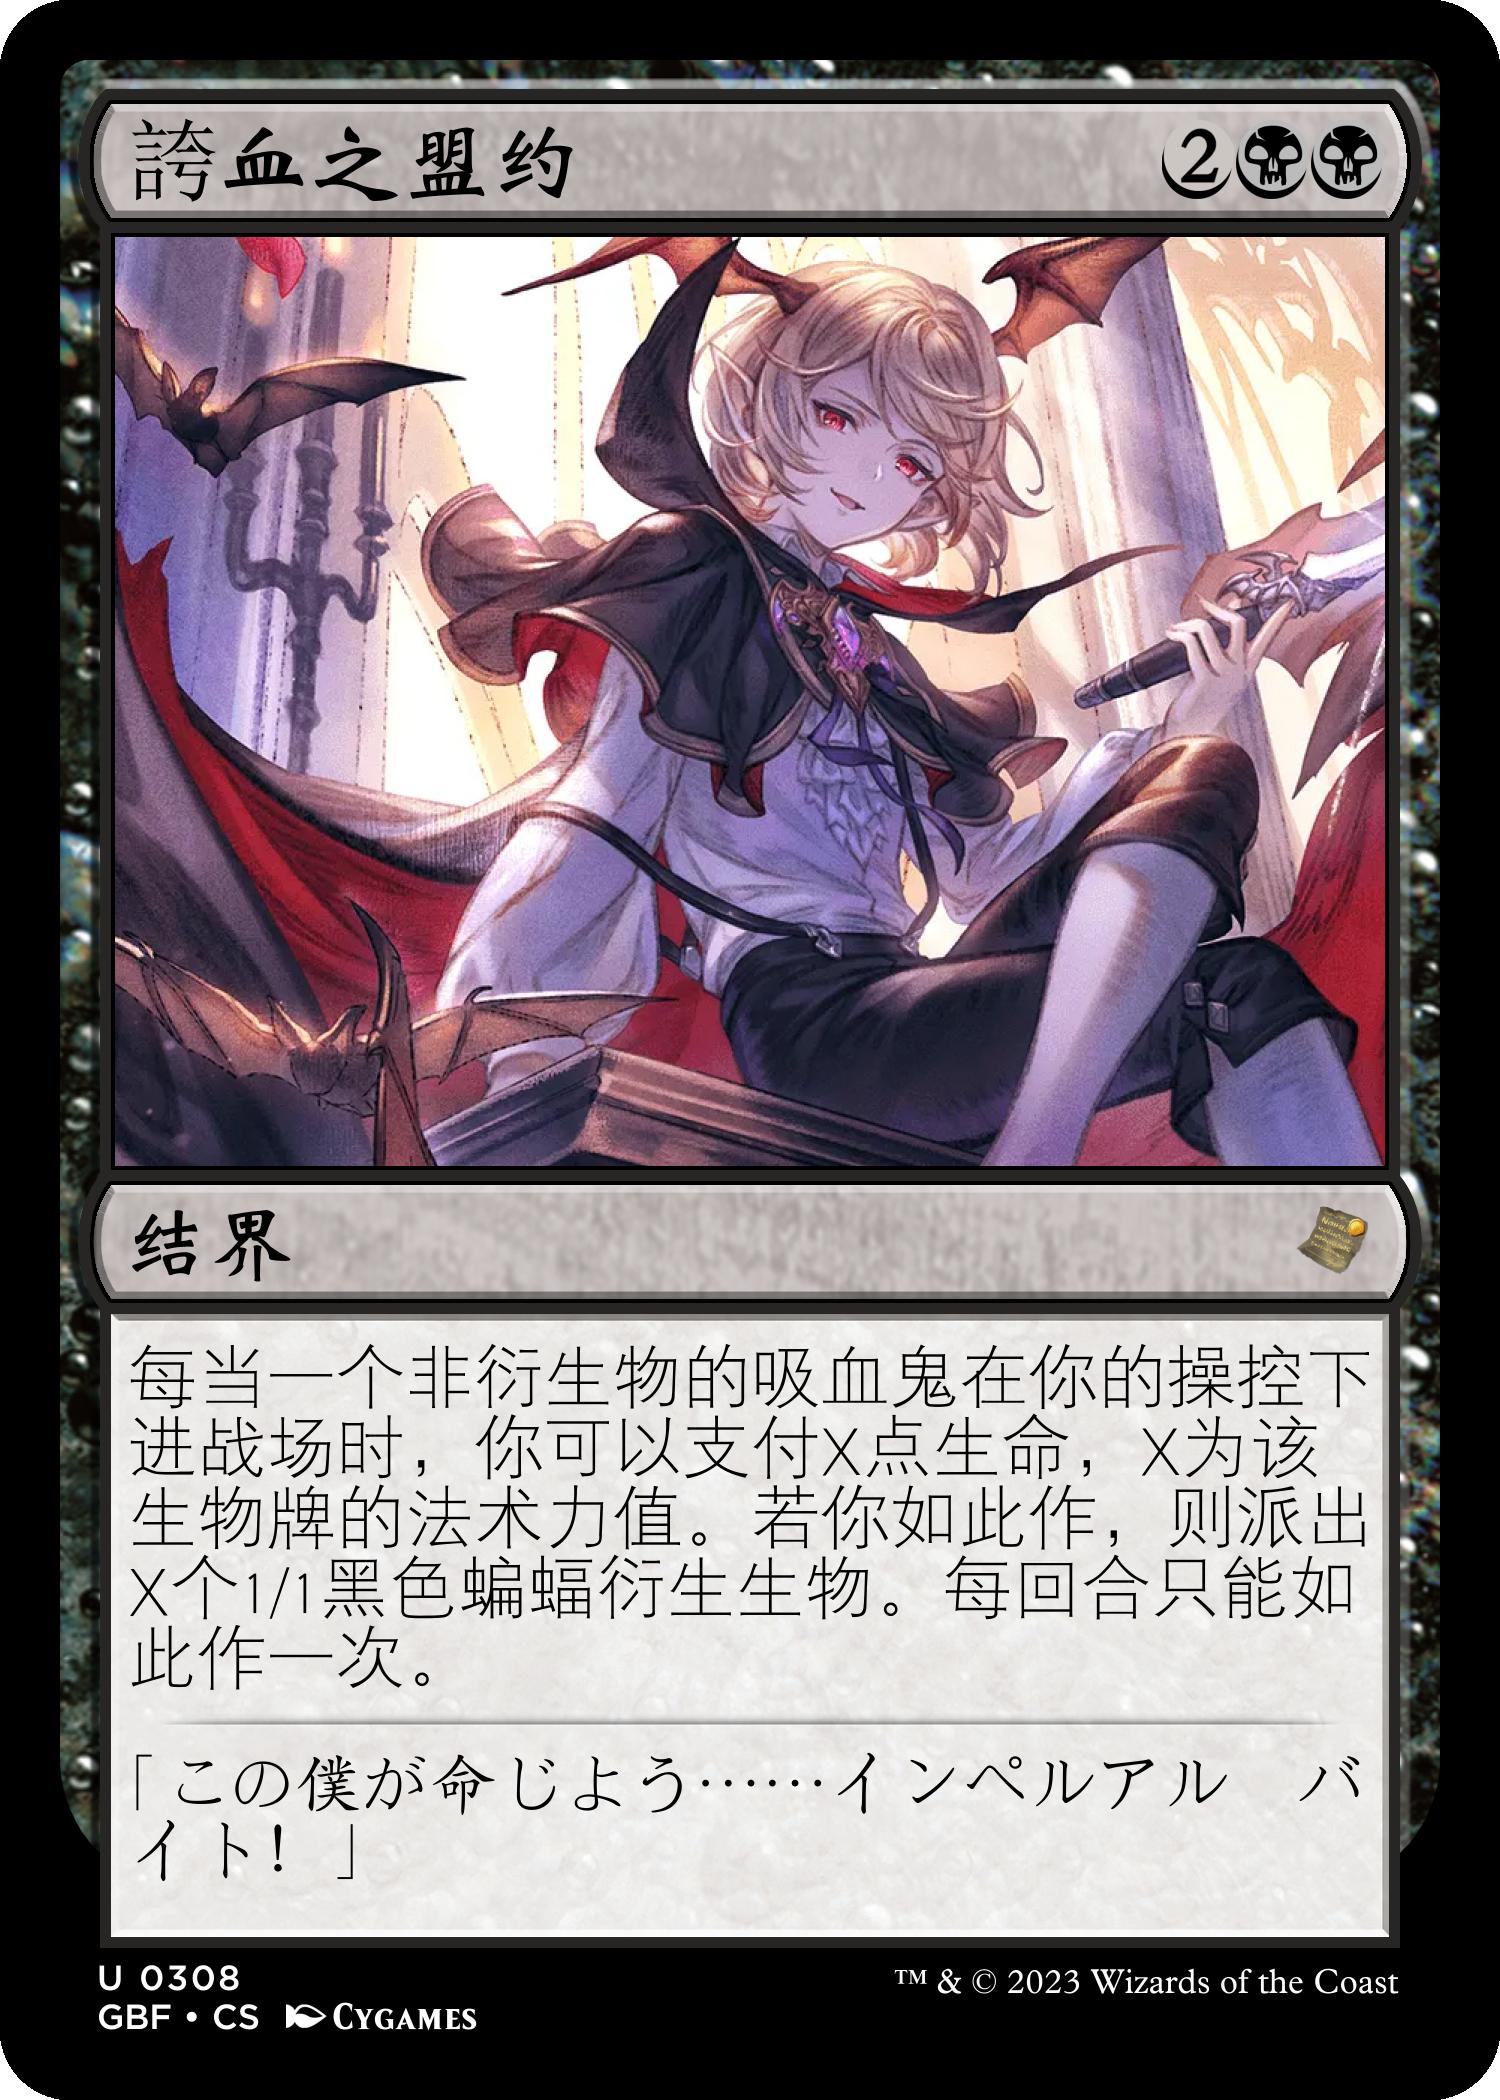 誇血之盟约
2
结界
每当一个非衍生物的吸血鬼在你的操控下
进战场时，你可以支付X点生命，X为该
生物牌的法术力值。若你如此作，则派出
X个1/1黑色蝙蝠衍生生物。每回合只能如
此作一次。
「この僕が命じよう……インペルアル　バ
イト！」
U 0308
GBF • CS CYGAMES
™ & © 2023 Wizards of the Coast